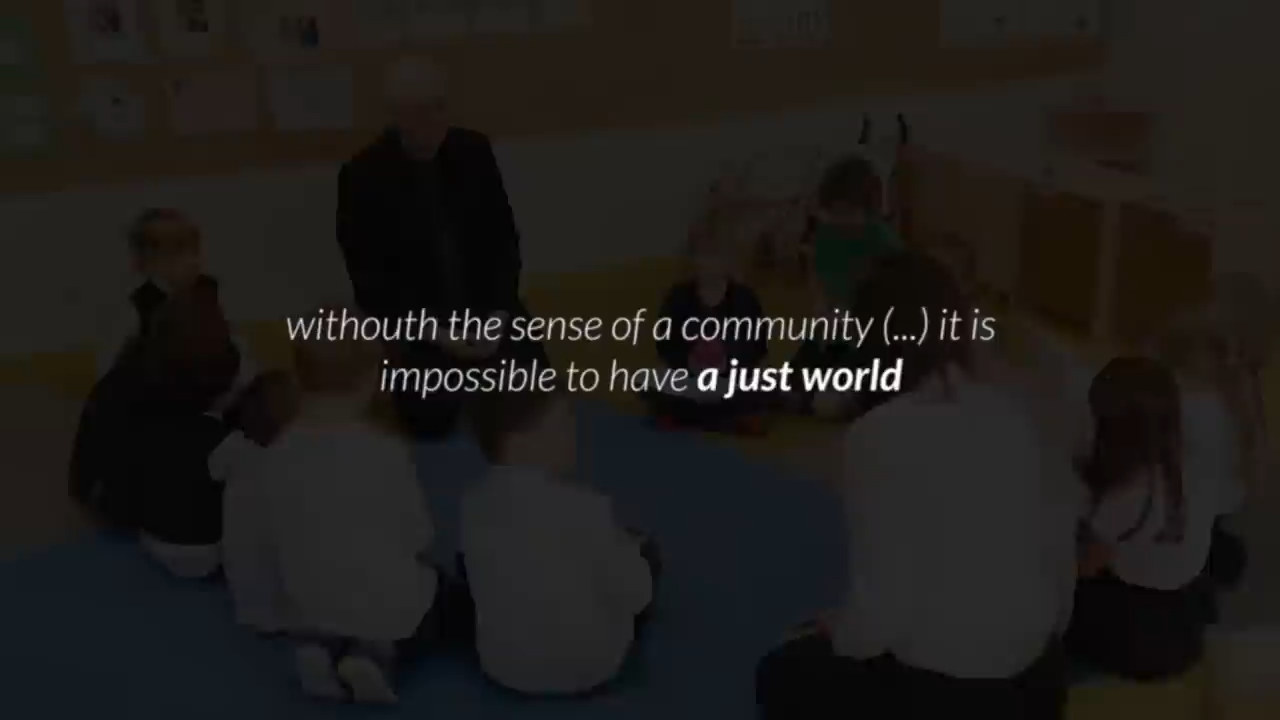 withouth the sense of a community (...) it is
impossible to have a just world